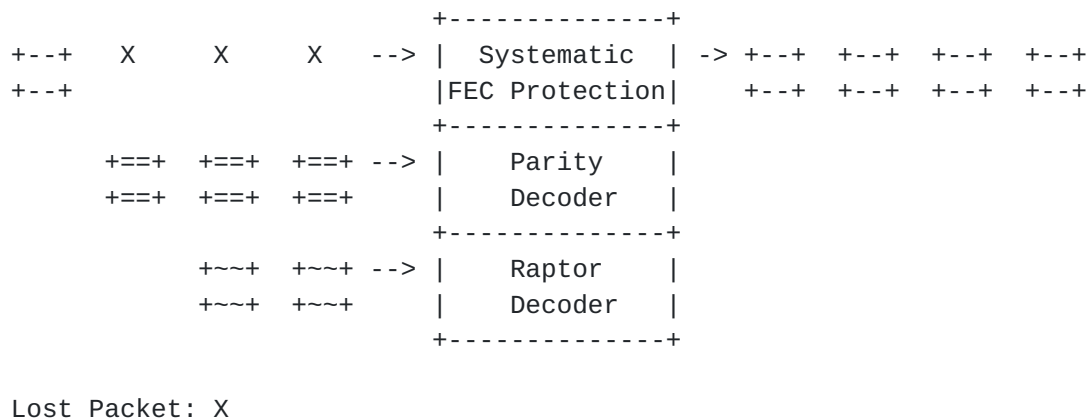 +--------------+
+--+   X    X    X   --> |  Systematic  | -> +--+  +--+  +--+  +--+
+--+                       |FEC Protection|    +--+  +--+  +--+  +--+
                           +--------------+
      +==+  +==+  +==+ --> |    Parity    |
      +==+  +==+  +==+     |    Decoder   |
                           +--------------+
            +~~+  +~~+ --> |    Raptor    |
            +~~+  +~~+     |    Decoder   |
                           +--------------+
Lost Packet: X